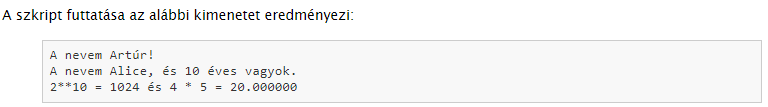 A szkript futtatása az alábbi kimenetet eredményezi:
A nevem Artúr!
A nevem Alice, és 10 éves vagyok.
2**10 = 1024 és 4 * 5 = 20.000000